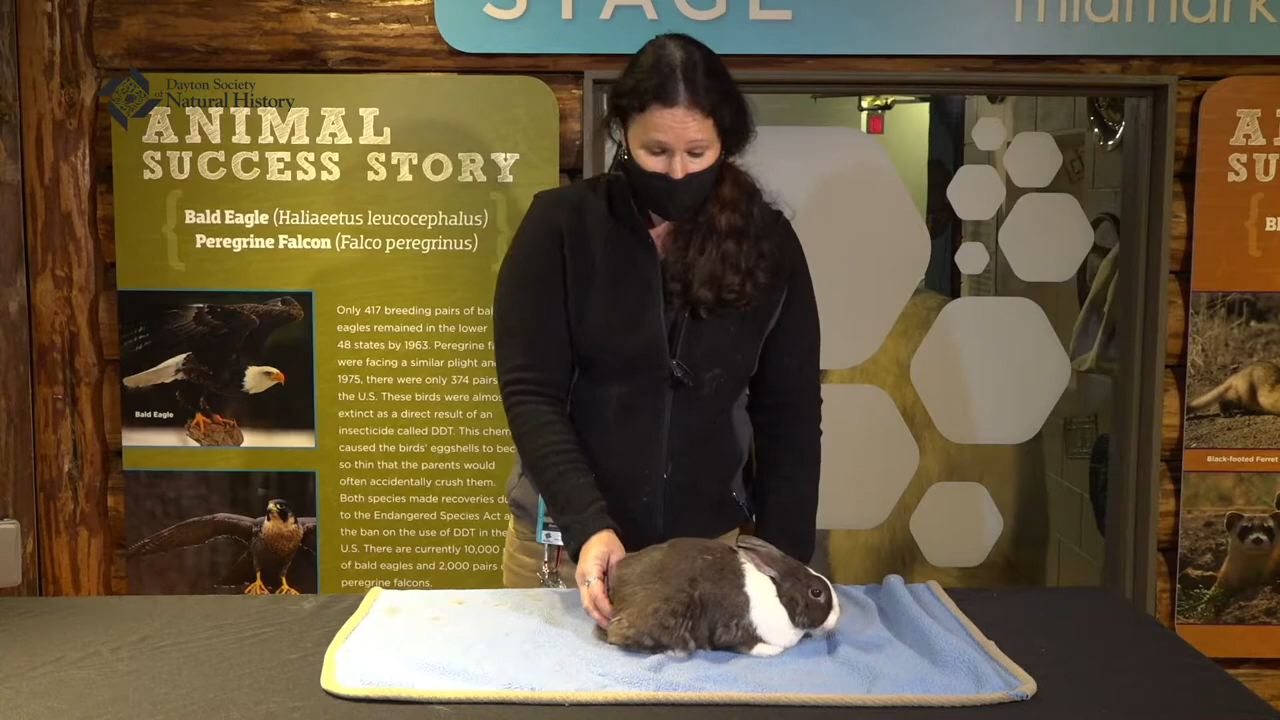 STAGE
midmark
Dayton Society
of Natural History
ANIMAL
SUCCESS STORY
Bald Eagle (Haliaeetus leucocephalus)
Peregrine Falcon (Falco peregrinus)
Only 417 breeding pairs of bal
eagles remained in the lower
48 states by 1963. Peregrine f
were facing a similar plight an
1975, there were only 374 pairs
the U.S. These birds were almos
extinct as a direct result of an
insecticide called DDT. This chem
caused the birds' eggshells to bec
so thin that the parents would
often accidentally crush them.
Both species made recoveries du
to the Endangered Species Act a
the ban on the use of DDT in the
U.S. There are currently 10,000
of bald eagles and 2,000 pairs
peregrine falcons.
Bald Eagle
A
SU
Bl
Black-footed Ferret